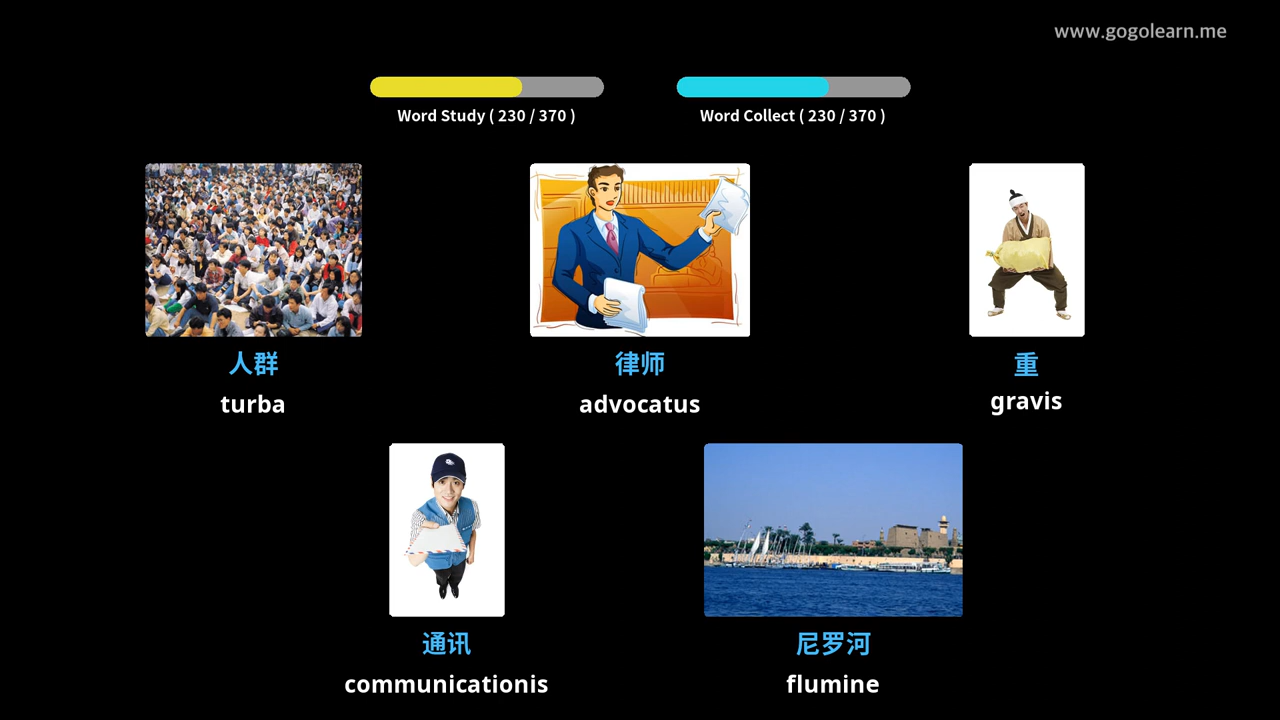 www.gogolearn.me
Word Study ( 230 / 370 )
Word Collect ( 230 / 370 )
人群
turba
律师
advocatus
重
gravis
通讯
communicationis
尼罗河
flumine